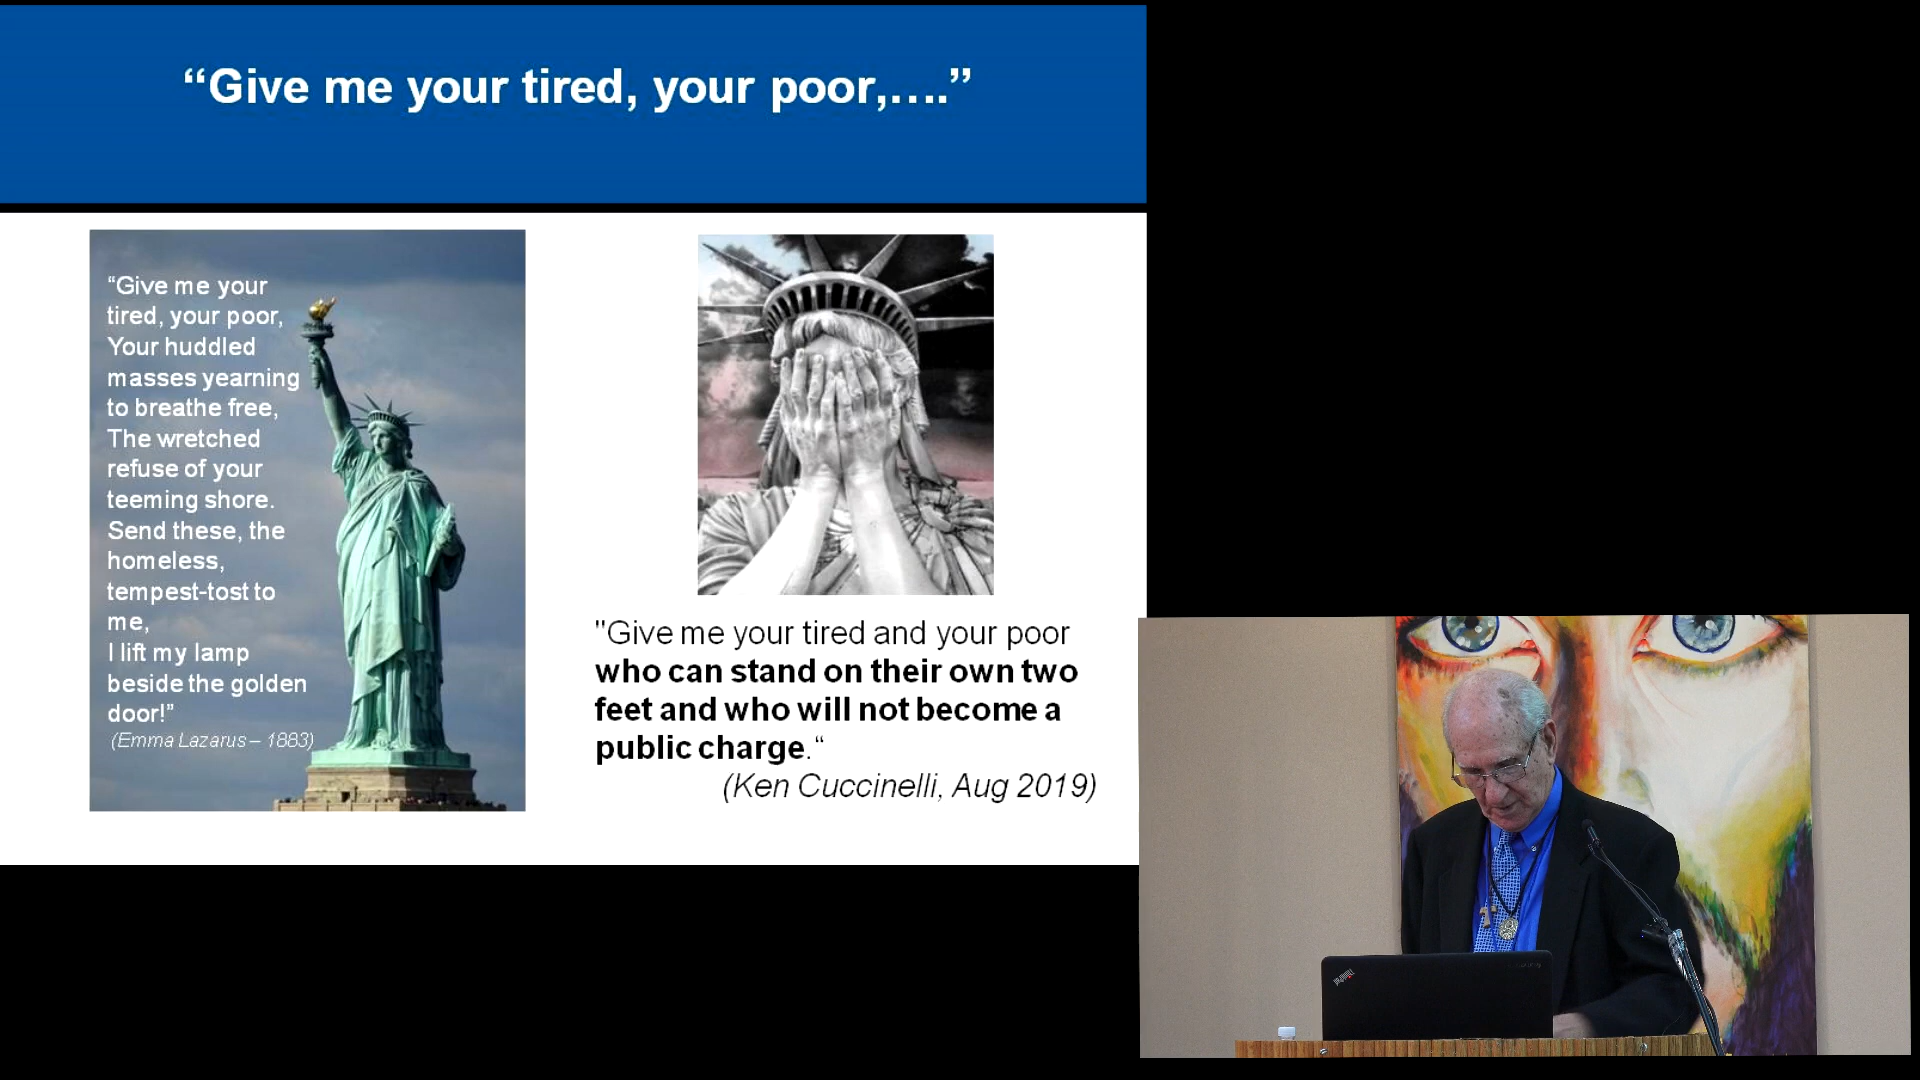 “Give me your tired, your poor,….”
“Give me your
tired, your poor,
Your huddled
masses yearning
to breathe free,
The wretched
refuse of your
teeming shore.
Send these, the
homeless,
tempest-tost to
me,
I lift my lamp
beside the golden
door!”
(Emma Lazarus – 1883)
"Give me your tired and your poor
who can stand on their own two
feet and who will not become a
public charge.“
(Ken Cuccinelli, Aug 2019)